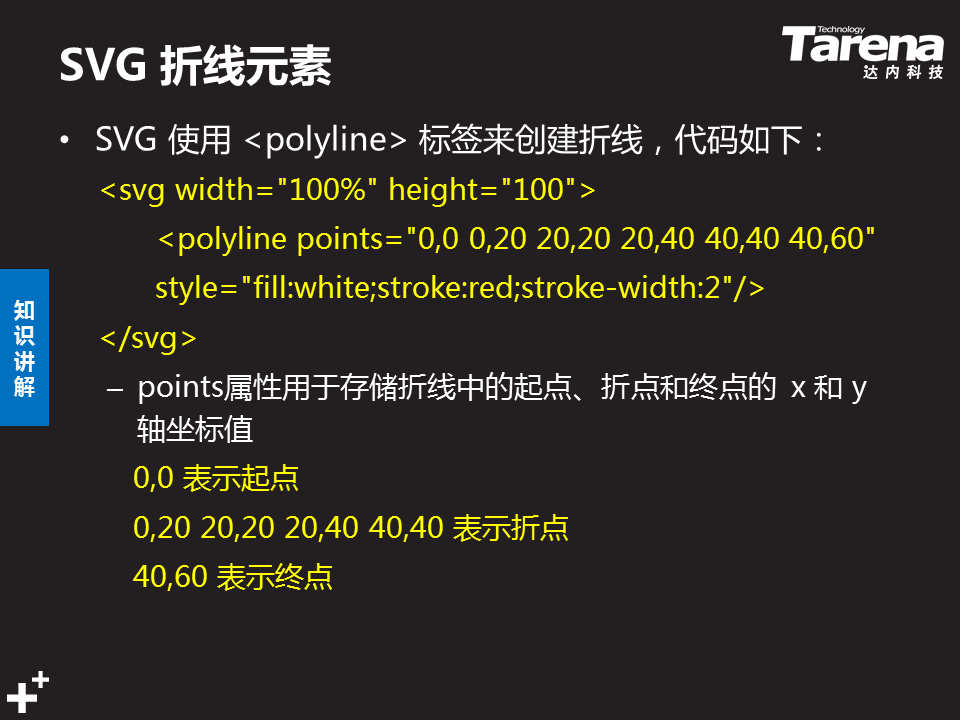 SVG 折线元素
Technology
Tarena
达内科技
• SVG 使用 <polyline> 标签来创建折线，代码如下：
<svg width="100%" height="100">
<polyline points="0,0 0,20 20,20 20,40 40,40 40,60"
style="fill:white;stroke:red;stroke-width:2"/>
</svg>
知
识
讲
解
– points属性用于存储折线中的起点、折点和终点的 x 和 y
轴坐标值
0,0 表示起点
0,20 20,20 20,40 40,40 表示折点
40,60 表示终点